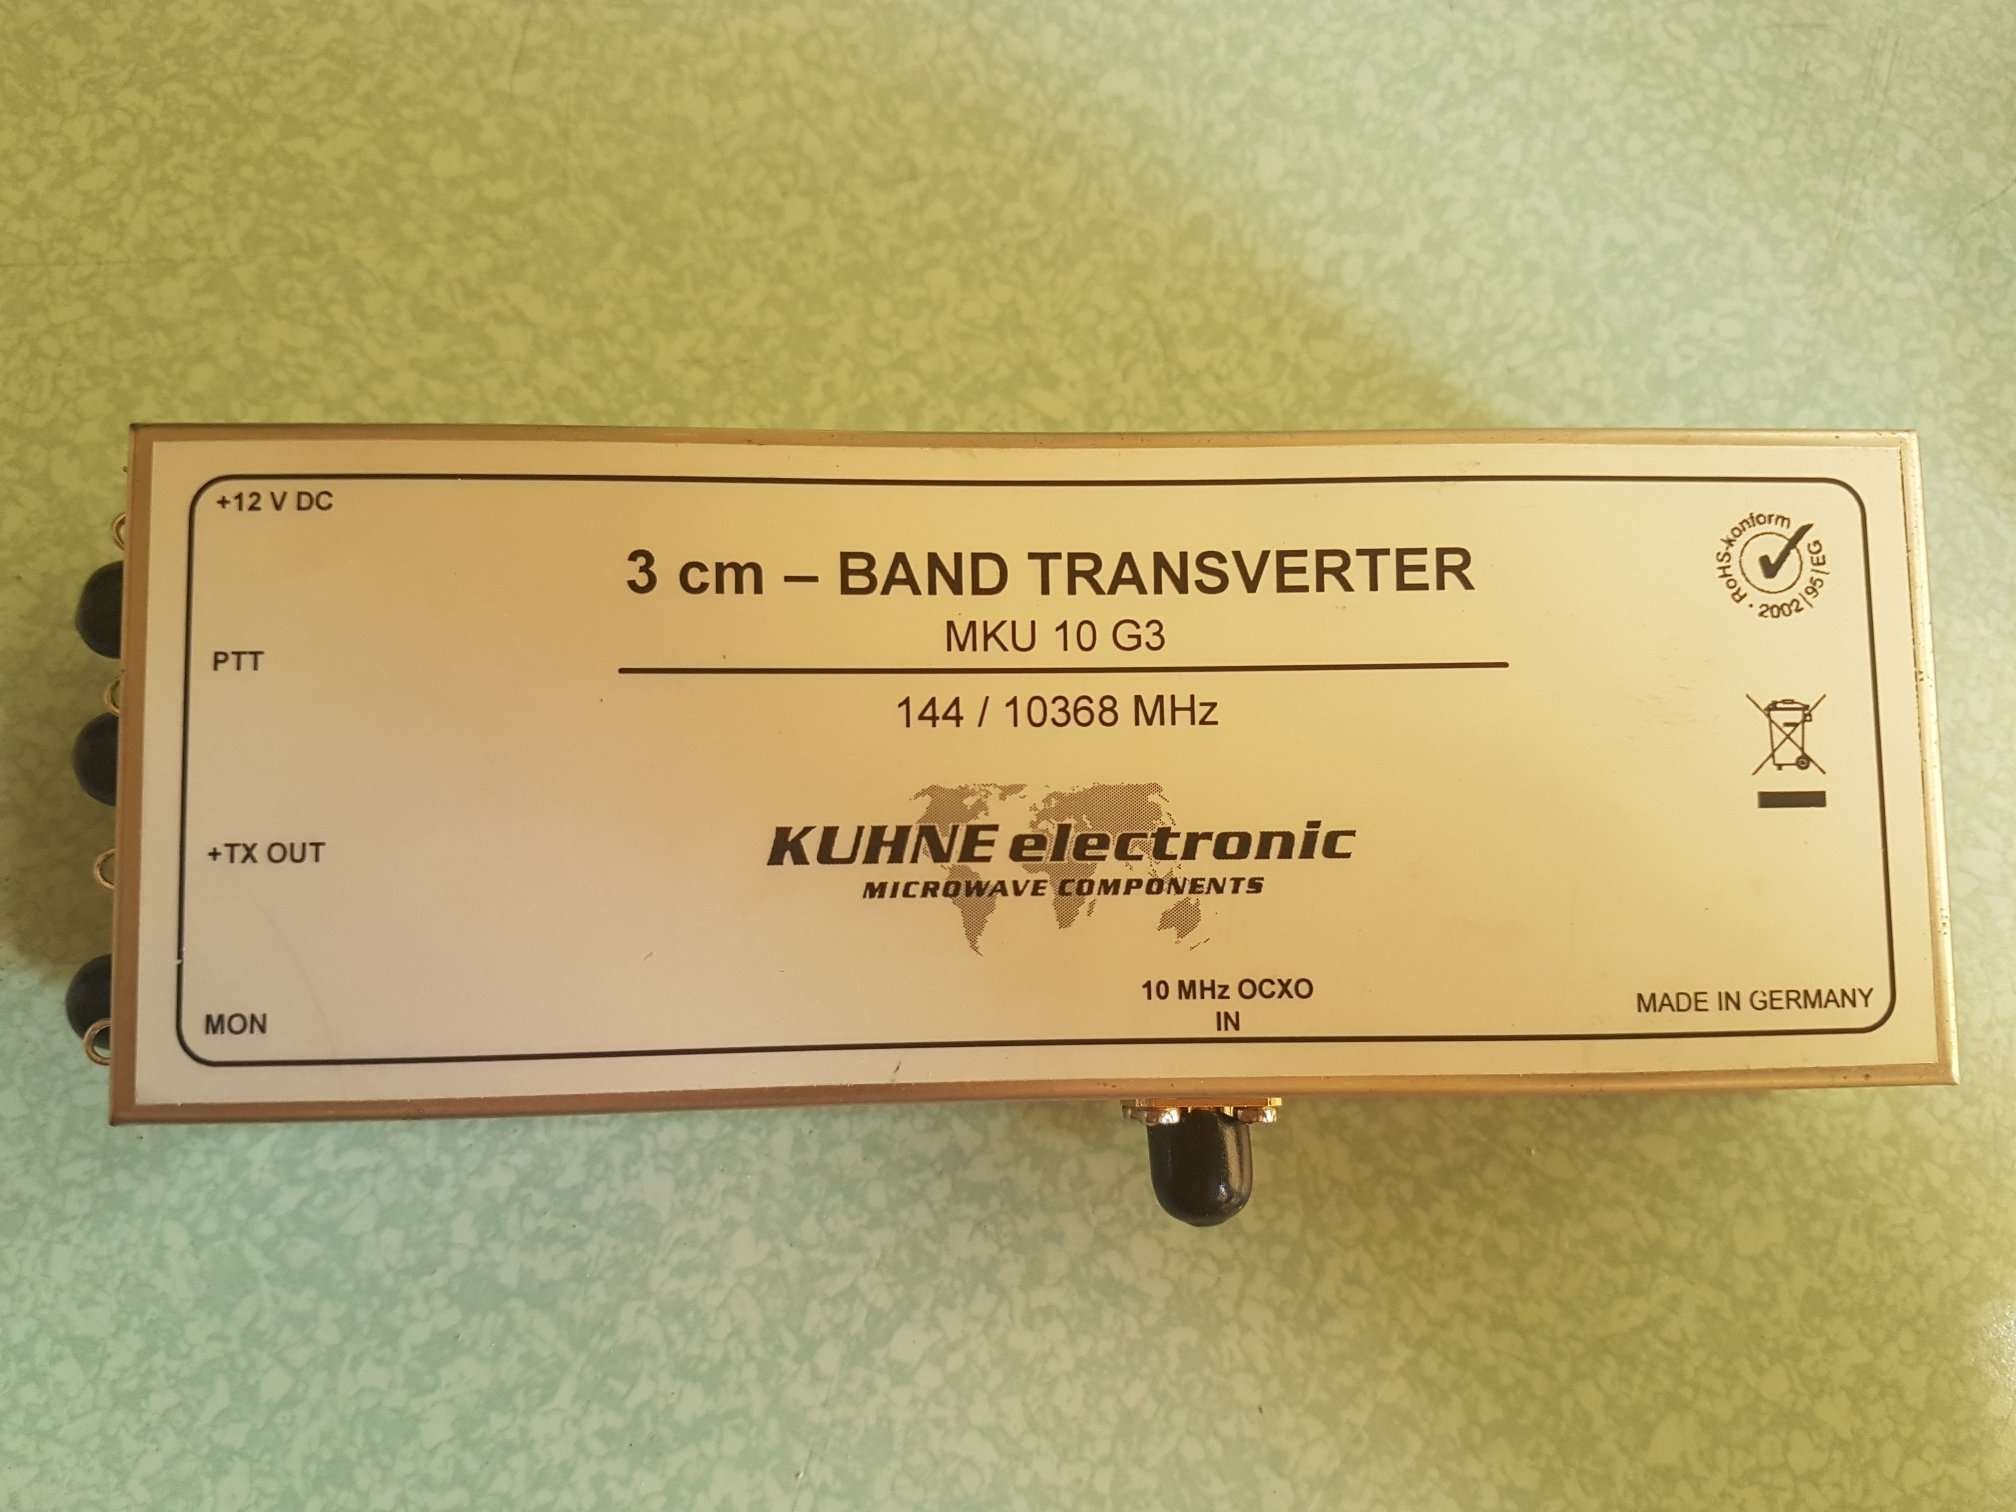 +12 V DC
3 cm – BAND TRANSVERTER
MKU 10 G3
144 / 10368 MHz
RoHS-konform · 2002/95/EG
PTT
+TX OUT
MON
KUHNE electronic
MICROWAVE COMPONENTS
10 MHz OCXO
IN
MADE IN GERMANY